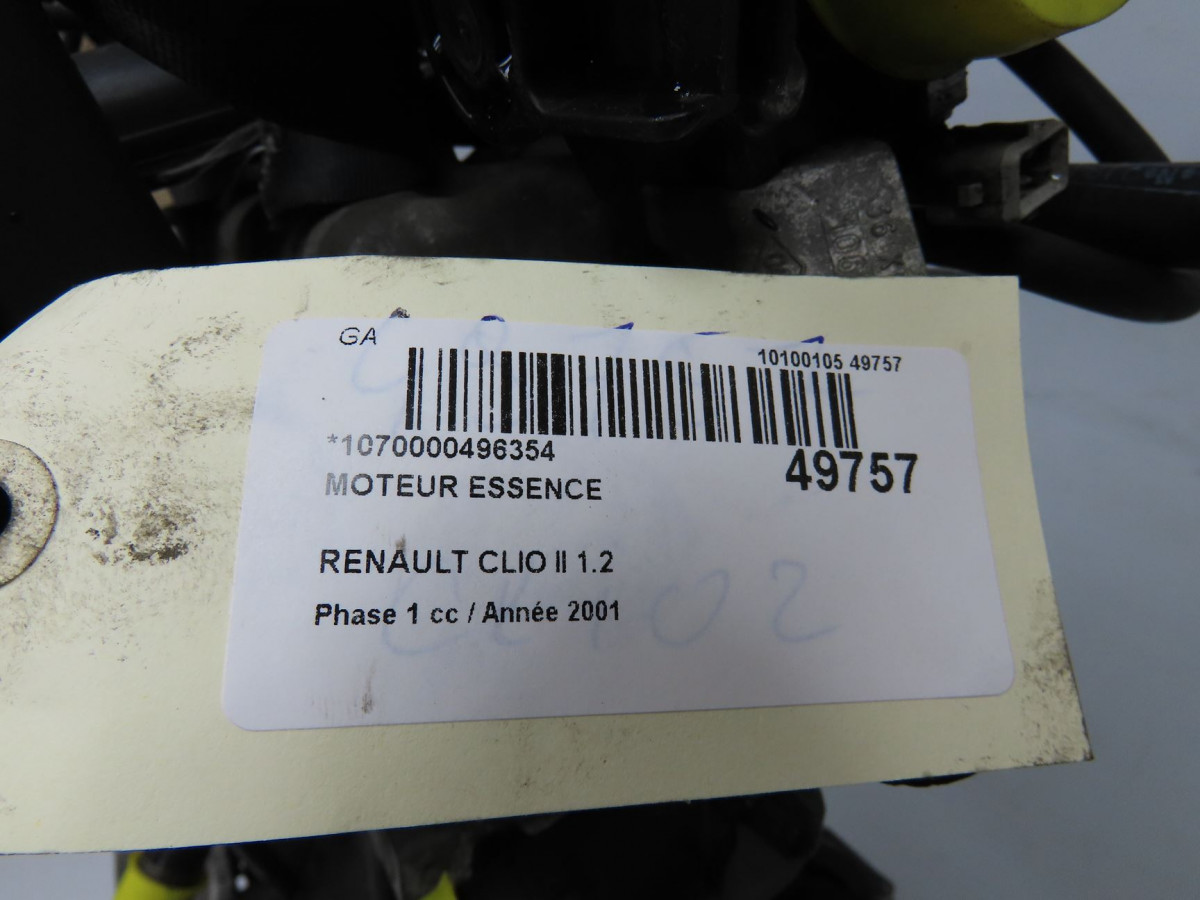 GA
10100105 49757
*1070000496354
49757
MOTEUR ESSENCE
RENAULT CLIO II 1.2
Phase 1 cc / Année 2001